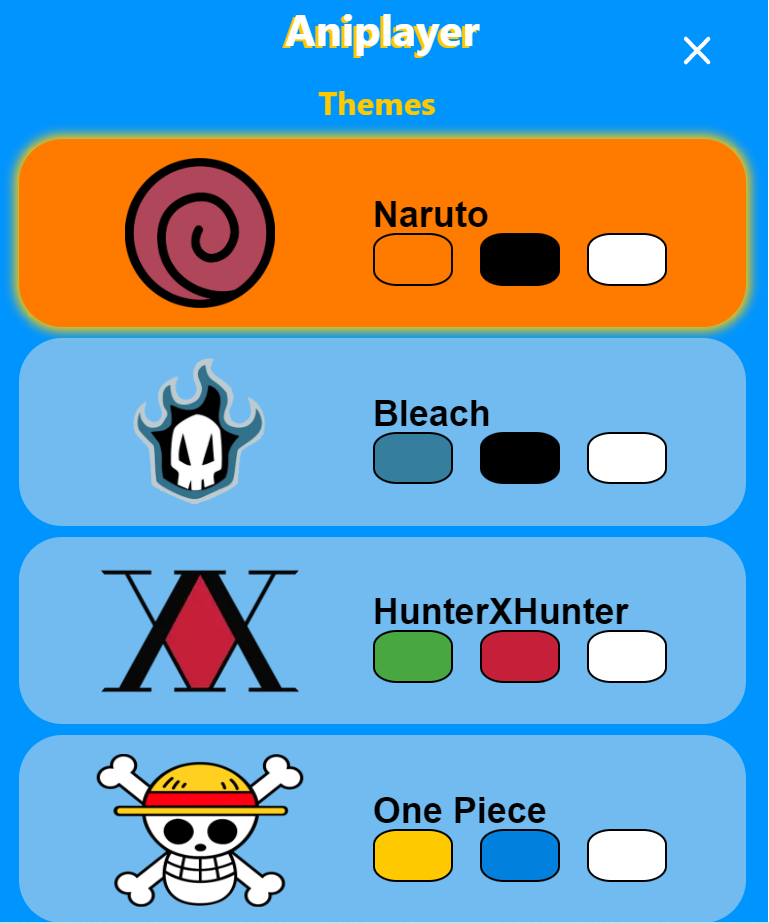 Aniplayer
Themes
Naruto
Bleach
HunterXHunter
One Piece